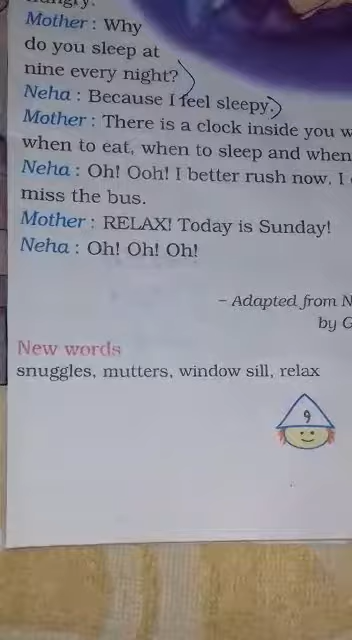 Mother : Why
do you sleep at
nine every night?
Neha : Because I feel sleepy.
Mother : There is a clock inside you
when to eat, when to sleep and when
Neha : Oh! Ooh! I better rush now. I
miss the bus.
Mother : RELAX! Today is Sunday!
Neha : Oh! Oh! Oh!
– Adapted from
by
New words
snuggles, mutters, window sill, relax
9